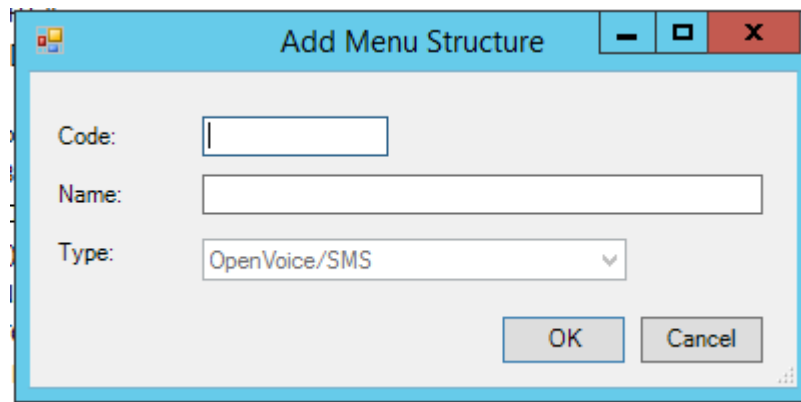 Add Menu Structure
Code:
Name:
Type:
OpenVoice/SMS
OK
Cancel